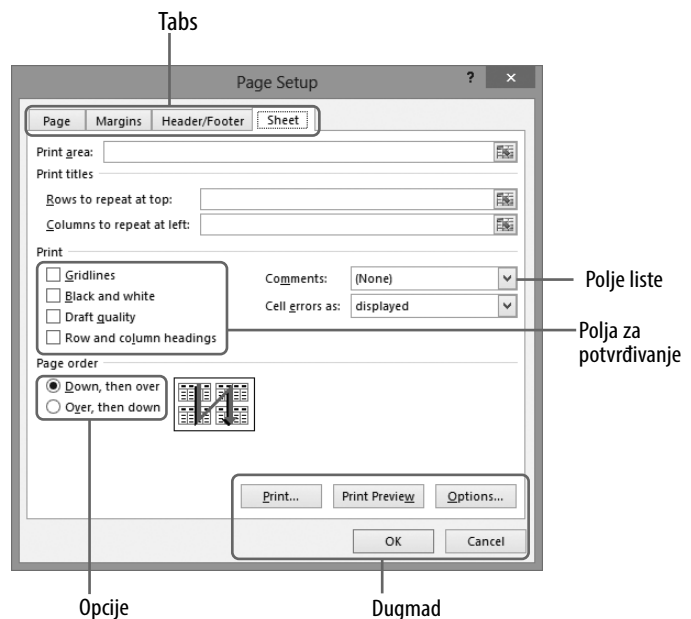 Tabs
Page Setup ? ×
Page Margins Header/Footer Sheet
Print area:
Print titles
Rows to repeat at top:
Columns to repeat at left:
Print
Gridlines
Black and white
Draft quality
Row and column headings
Comments: (None)
Cell errors as: displayed
Polje liste
Polja za
potvrđivanje
Page order
Down, then over
Over, then down
Print... Print Preview Options...
OK Cancel
Opcije
Dugmad